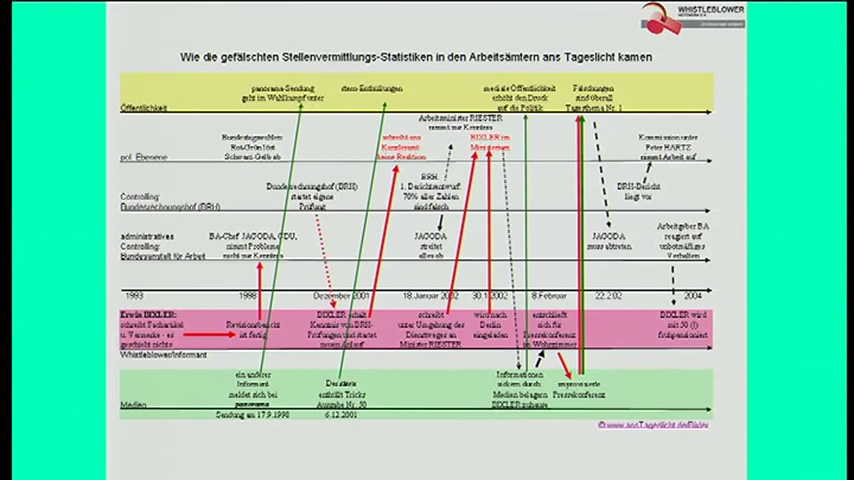 WHISTLEBLOWER
NETZWERK E.V.
Wie die gefälschten Stellenvermittlungs-Statistiken in den Arbeitsämtern ans Tageslicht kamen
panorama-Sendung
geht im Wahlkampf unter
stern-Enthüllungen
mediale Öffentlichkeit
erhöht den Druck
auf die Politik
Fälschungen
sind überall
Tagesthema Nr. 1
Öffentlichkeit
Arbeitsminister RIESTER
nimmt zur Kenntnis
Bundestagswahlen:
Rot-Grün löst
Schwarz-Gelb ab
schreibt ans
Kanzleramt:
keine Reaktion
BIXLER im
Ministerium
Kommission unter
Peter HARTZ
nimmt Arbeit auf
pol. Ebenene
Bundesrechnungshof (BRH)
startet eigene
Prüfung
BRH:
1. Berichtsentwurf:
70% aller Zahlen
sind falsch
BRH-Bericht
liegt vor
Controlling:
Bundesrechnungshof (BRH)
administratives
Controlling:
Bundesanstalt für Arbeit
BA-Chef JAGODA, CDU,
nimmt Probleme
nicht zur Kenntnis
JAGODA
streitet
alles ab
JAGODA
muss abtreten
Arbeitgeber BA
reagiert auf
unbotmäßiges
Verhalten
1993
1998
Dezember 2001
18.Januar 2002
30.1.2002
8.Februar
22.2.02
2004
Erwin BIXLER:
schreibt Fachartikel
u. Vermerke - es
geschieht nichts
Revisionsbericht
ist fertig
BIXLER erhält
Kenntnis von BRH-
Prüfungen und startet
neuen Anlauf
schreibt
unter Umgehung des
Dienstweges an
Minister RIESTER
wird nach
Berlin
eingeladen
entschließt
sich für
Pressekonferenz
im Wohnzimmer
BIXLER wird
mit 50 (!)
frühpensioniert
Whistleblower/Informant
ein anderer
Informant
meldet sich bei
panorama
Sendung am 17.9.1998
Der stern
enthüllt Tricks
Ausgabe Nr. 50
6.12.2001
Informationen
sickern durch:
Medien belagern
BIXLER zuhause
improvisierte
Pressekonferenz
Medien
© www.ansTageslicht.de/Bixler